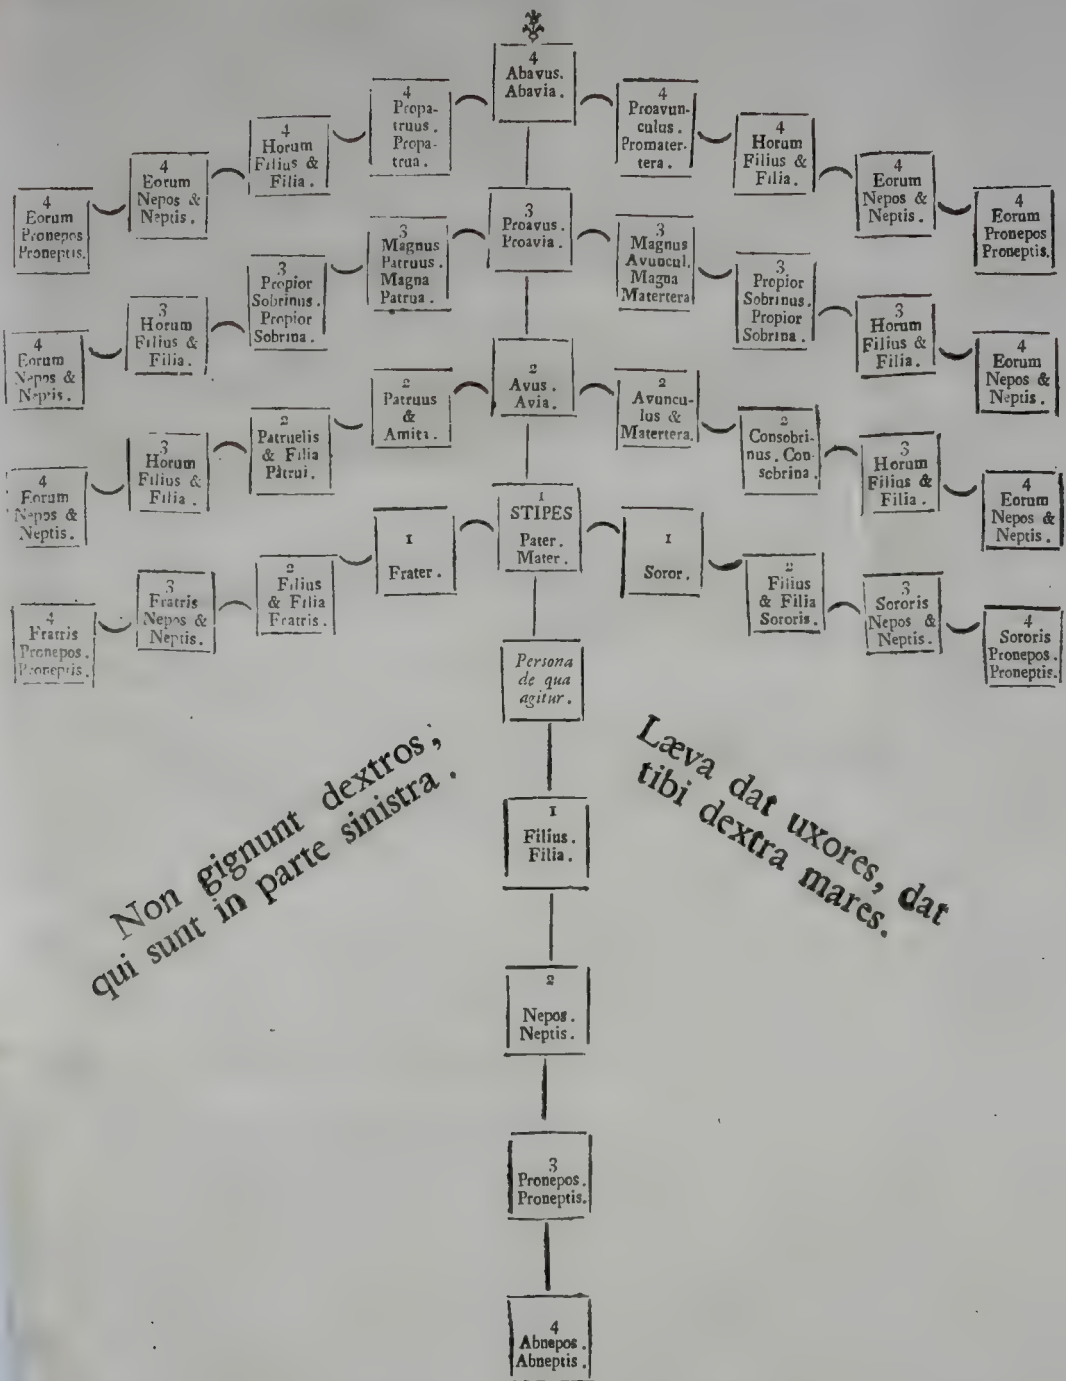 4
Abavus.
Abavia.
4
Propa-
truus.
Propa-
trua.
4
Proavun-
culus.
Promater-
tera.
4
Horum
Filius &
Filia.
4
Horum
Filius &
Filia.
4
Eorum
Nepos &
Neptis.
4
Eorum
Nepos &
Neptis.
4
Eorum
Pronepos
Proneptis.
4
Eorum
Pronepos
Proneptis.
3
Proavus.
Proavia.
3
Magnus
Patruus.
Magna
Patrua.
3
Magnus
Avuncul.
Magna
Matertera
3
Propior
Sobrinus.
Propior
Sobrina.
3
Propior
Sobrinus.
Propior
Sobrina.
3
Horum
Filius &
Filia.
3
Horum
Filius &
Filia.
4
Eorum
Nepos &
Neptis.
4
Eorum
Nepos &
Neptis.
2
Avus.
Avia.
2
Patruus
&
Amita.
2
Avuncu-
lus &
Matertera.
2
Patruelis
& Filia
Patrui.
2
Consobri-
nus. Con-
sobrina.
3
Horum
Filius &
Filia.
3
Horum
Filius &
Filia.
4
Eorum
Nepos &
Neptis.
4
Eorum
Nepos &
Neptis.
1
STIPES
Pater.
Mater.
1
Frater.
1
Soror.
2
Filius
& Filia
Fratris.
2
Filius
& Filia
Sororis.
3
Fratris
Nepos &
Neptis.
3
Sororis
Nepos &
Neptis.
4
Fratris
Pronepos.
Proneptis.
4
Sororis
Pronepos.
Proneptis.
Persona
de qua
agitur.
Non gignunt dextros;
qui sunt in parte sinistra.
Læva dat uxores, dat
tibi dextra mares.
1
Filius.
Filia.
2
Nepos.
Neptis.
3
Pronepos.
Proneptis.
4
Abnepos.
Abneptis.